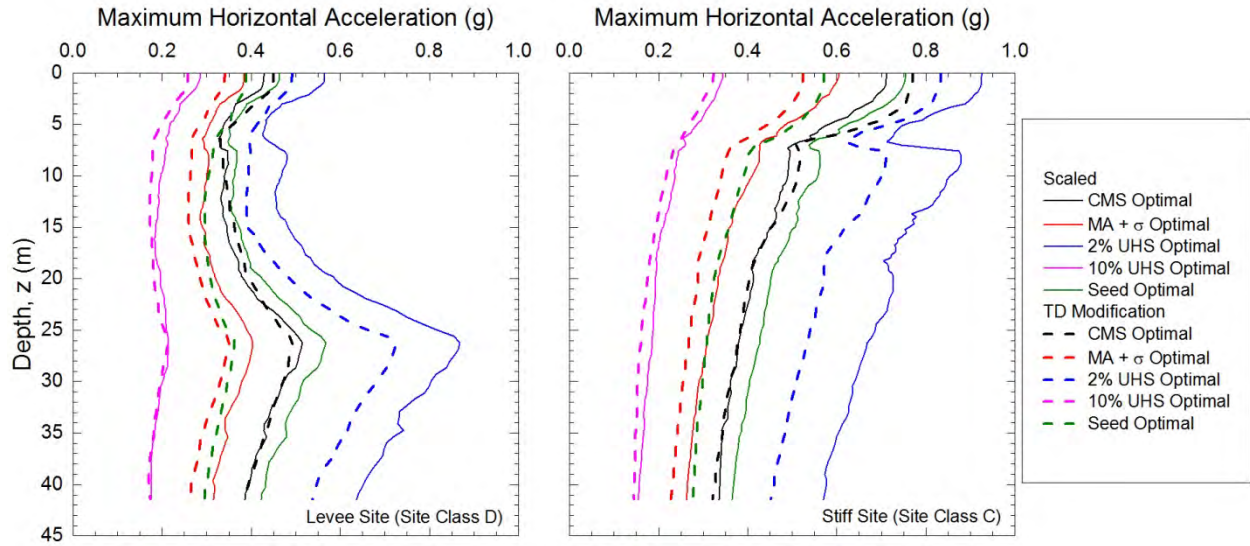 Maximum Horizontal Acceleration (g)
0.0 0.2 0.4 0.6 0.8 1.0
Depth, z (m)
0
5
10
15
20
25
30
35
40
45
Levee Site (Site Class D)
Maximum Horizontal Acceleration (g)
0.0 0.2 0.4 0.6 0.8 1.0
Stiff Site (Site Class C)
Scaled
CMS Optimal
MA + σ Optimal
2% UHS Optimal
10% UHS Optimal
Seed Optimal
TD Modification
CMS Optimal
MA + σ Optimal
2% UHS Optimal
10% UHS Optimal
Seed Optimal